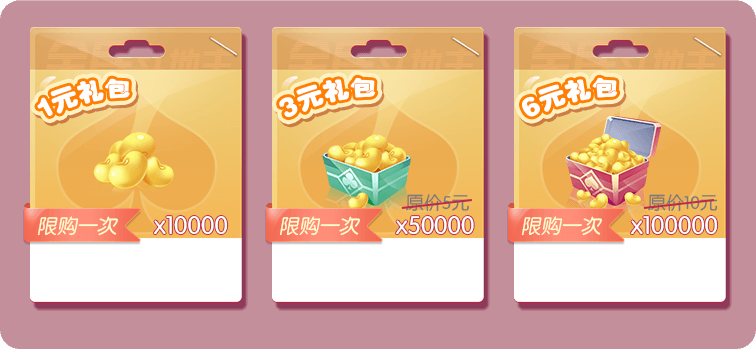 1元礼包
限购一次
x10000
3元礼包
原价5元
限购一次
x50000
6元礼包
原价10元
限购一次
x100000